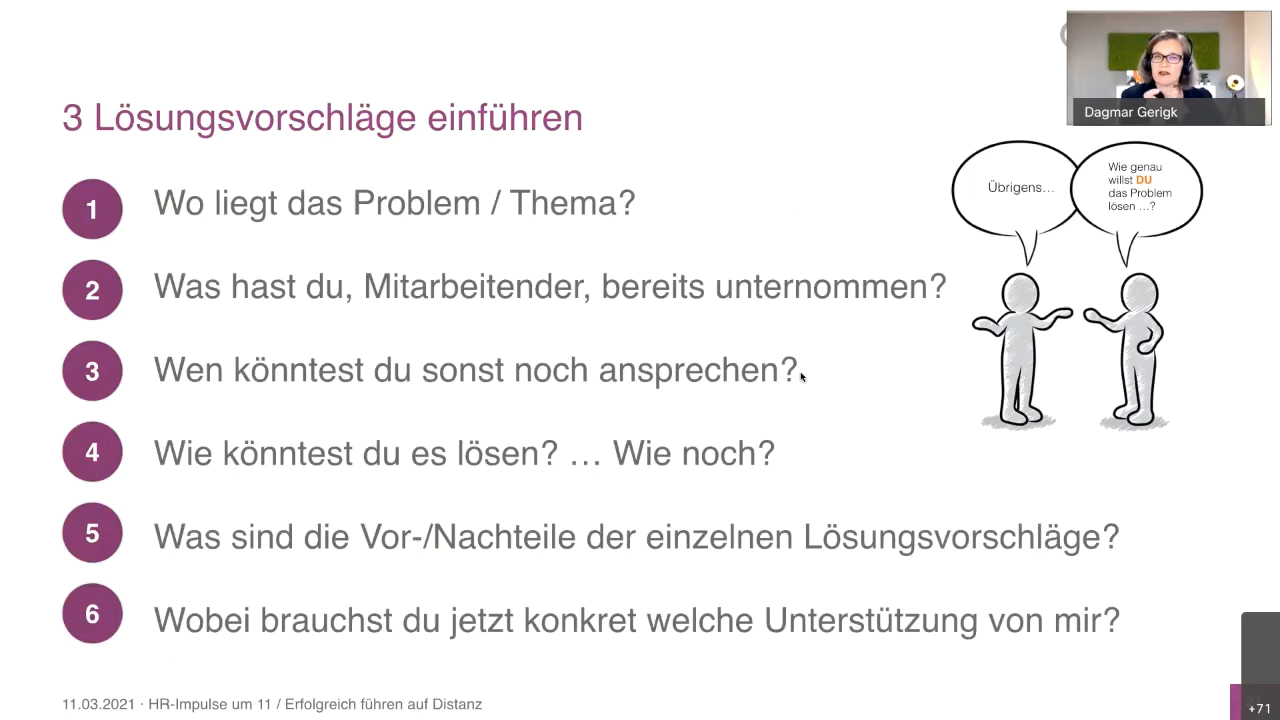 Dagmar Gerigk
3 Lösungsvorschläge einführen
Übrigens…
Wie genau
willst DU
das Problem
lösen …?
1 Wo liegt das Problem / Thema?
2 Was hast du, Mitarbeitender, bereits unternommen?
3 Wen könntest du sonst noch ansprechen?
4 Wie könntest du es lösen? … Wie noch?
5 Was sind die Vor-/Nachteile der einzelnen Lösungsvorschläge?
6 Wobei brauchst du jetzt konkret welche Unterstützung von mir?
11.03.2021 · HR-Impulse um 11 / Erfolgreich führen auf Distanz
+71